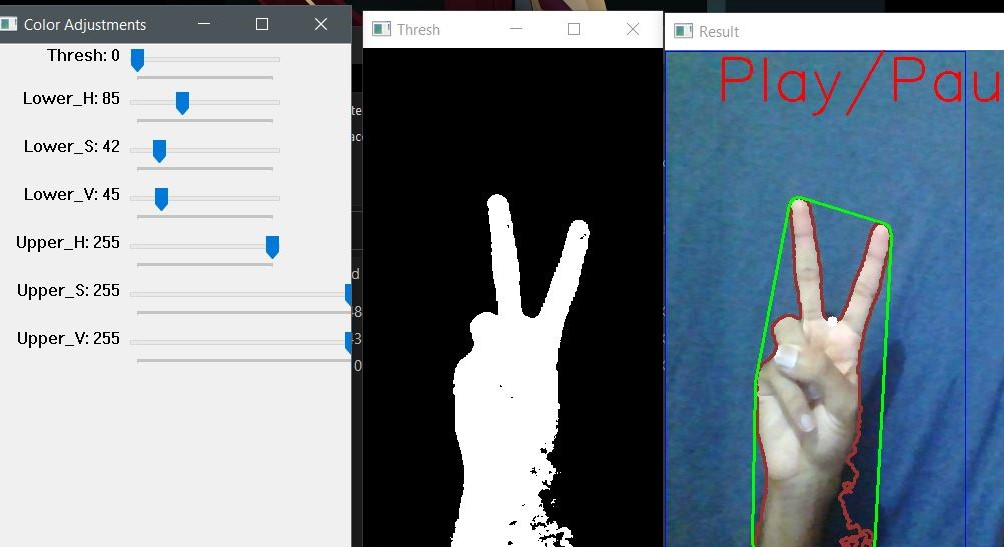 Color Adjustments
Thresh: 0
Lower_H: 85
Lower_S: 42
Lower_V: 45
Upper_H: 255
Upper_S: 255
Upper_V: 255
Thresh
Result
Play/Pau